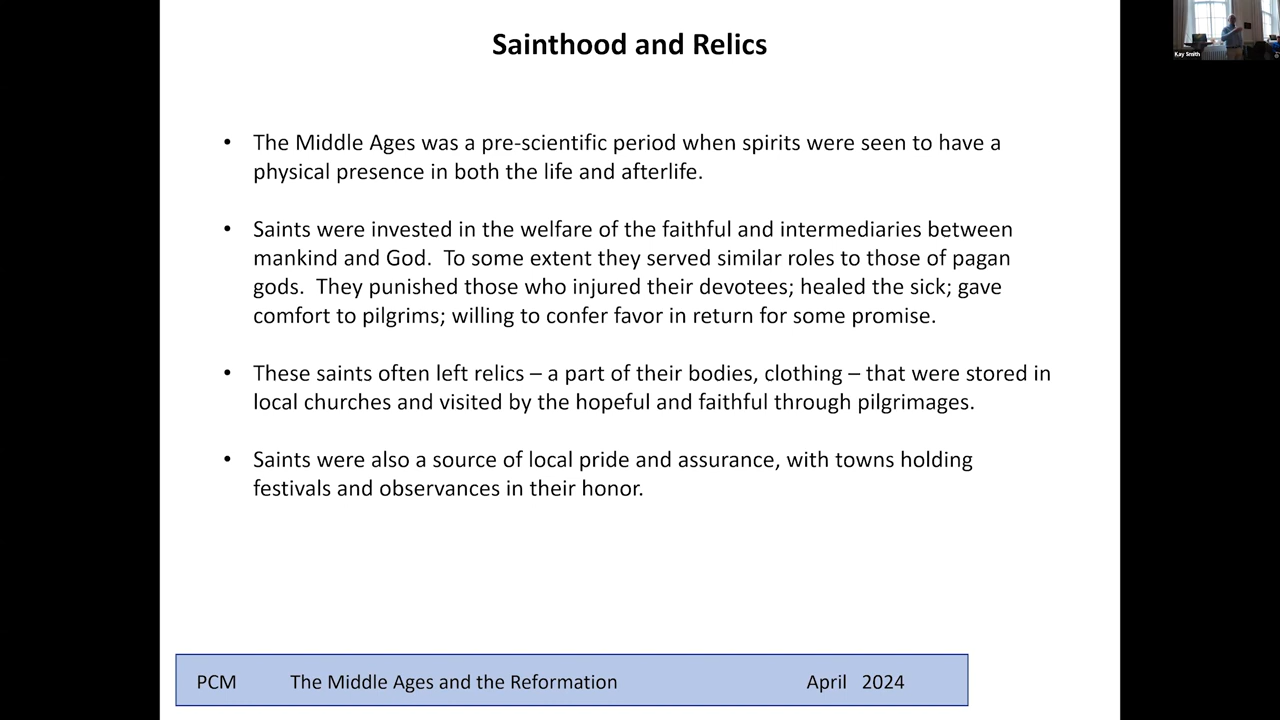 Sainthood and Relics
Kay Smith
• The Middle Ages was a pre-scientific period when spirits were seen to have a
physical presence in both the life and afterlife.
• Saints were invested in the welfare of the faithful and intermediaries between
mankind and God.  To some extent they served similar roles to those of pagan
gods.  They punished those who injured their devotees; healed the sick; gave
comfort to pilgrims; willing to confer favor in return for some promise.
• These saints often left relics – a part of their bodies, clothing – that were stored in
local churches and visited by the hopeful and faithful through pilgrimages.
• Saints were also a source of local pride and assurance, with towns holding
festivals and observances in their honor.
PCM The Middle Ages and the Reformation April 2024